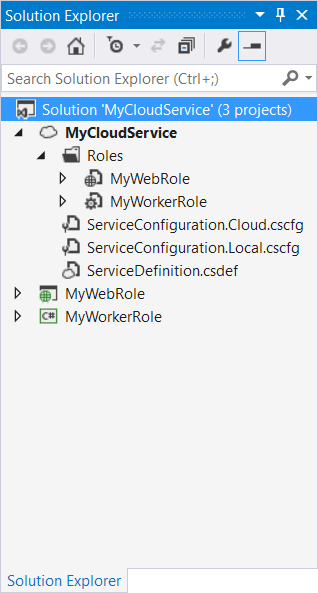 Solution Explorer
Search Solution Explorer (Ctrl+;)
Solution 'MyCloudService' (3 projects)
MyCloudService
Roles
MyWebRole
MyWorkerRole
ServiceConfiguration.Cloud.cscfg
ServiceConfiguration.Local.cscfg
ServiceDefinition.csdef
MyWebRole
C# MyWorkerRole
Solution Explorer